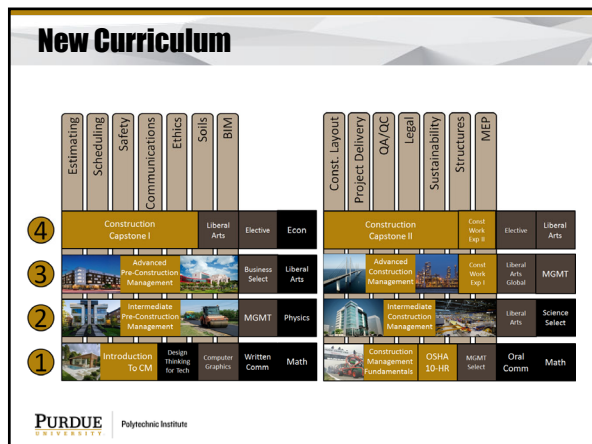 New Curriculum
Estimating
Scheduling
Safety
Communications
Ethics
Soils
BIM
Const. Layout
Project Delivery
QA/QC
Legal
Sustainability
Structures
MEP
4
Construction
Capstone I
Liberal
Arts
Elective
Econ
Construction
Capstone II
Const
Work
Exp II
Elective
Liberal
Arts
3
Advanced
Pre-Construction
Management
Business
Select
Liberal
Arts
Advanced
Construction
Management
Const
Work
Exp I
Liberal
Arts
Global
MGMT
2
Intermediate
Pre-Construction
Management
MGMT
Physics
Intermediate
Construction
Management
Liberal
Arts
Science
Select
1
Introduction
To CM
Design
Thinking
for Tech
Computer
Graphics
Written
Comm
Math
Construction
Management
Fundamentals
OSHA
10-HR
MGMT
Select
Oral
Comm
Math
PURDUE
UNIVERSITY
Polytechnic Institute